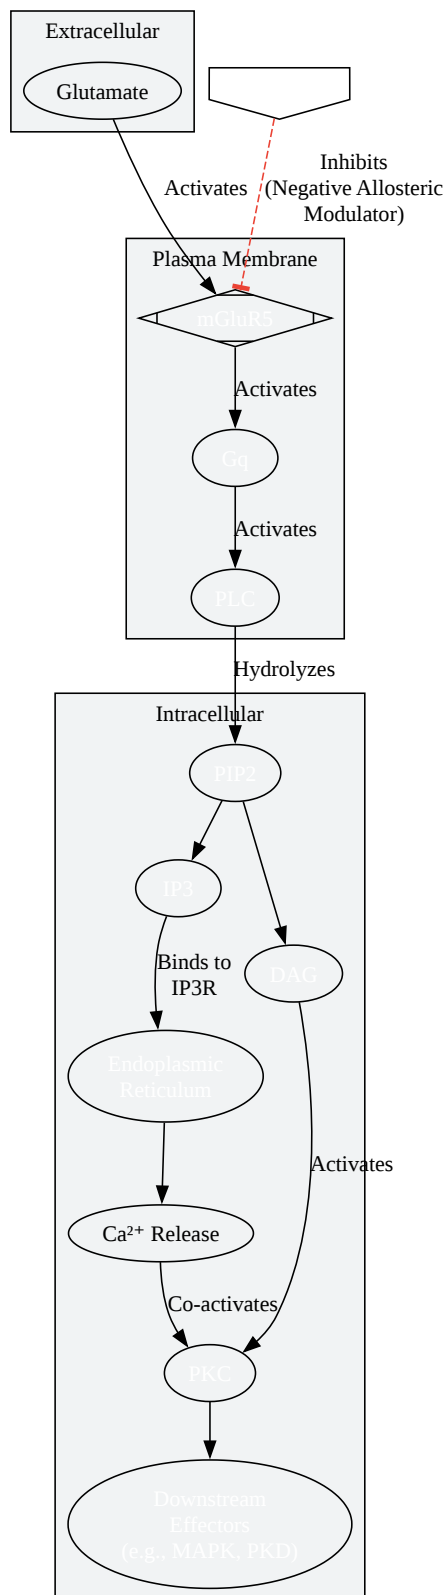 Extracellular
Glutamate
Activates
Inhibits
(Negative Allosteric
Modulator)
Plasma Membrane
mGluR5
Activates
Gq
Activates
PLC
Hydrolyzes
Intracellular
PIP2
IP3
Binds to
IP3R
DAG
Endoplasmic
Reticulum
Activates
Ca²⁺ Release
Co-activates
PKC
Downstream
Effectors
(e.g., MAPK, PKD)